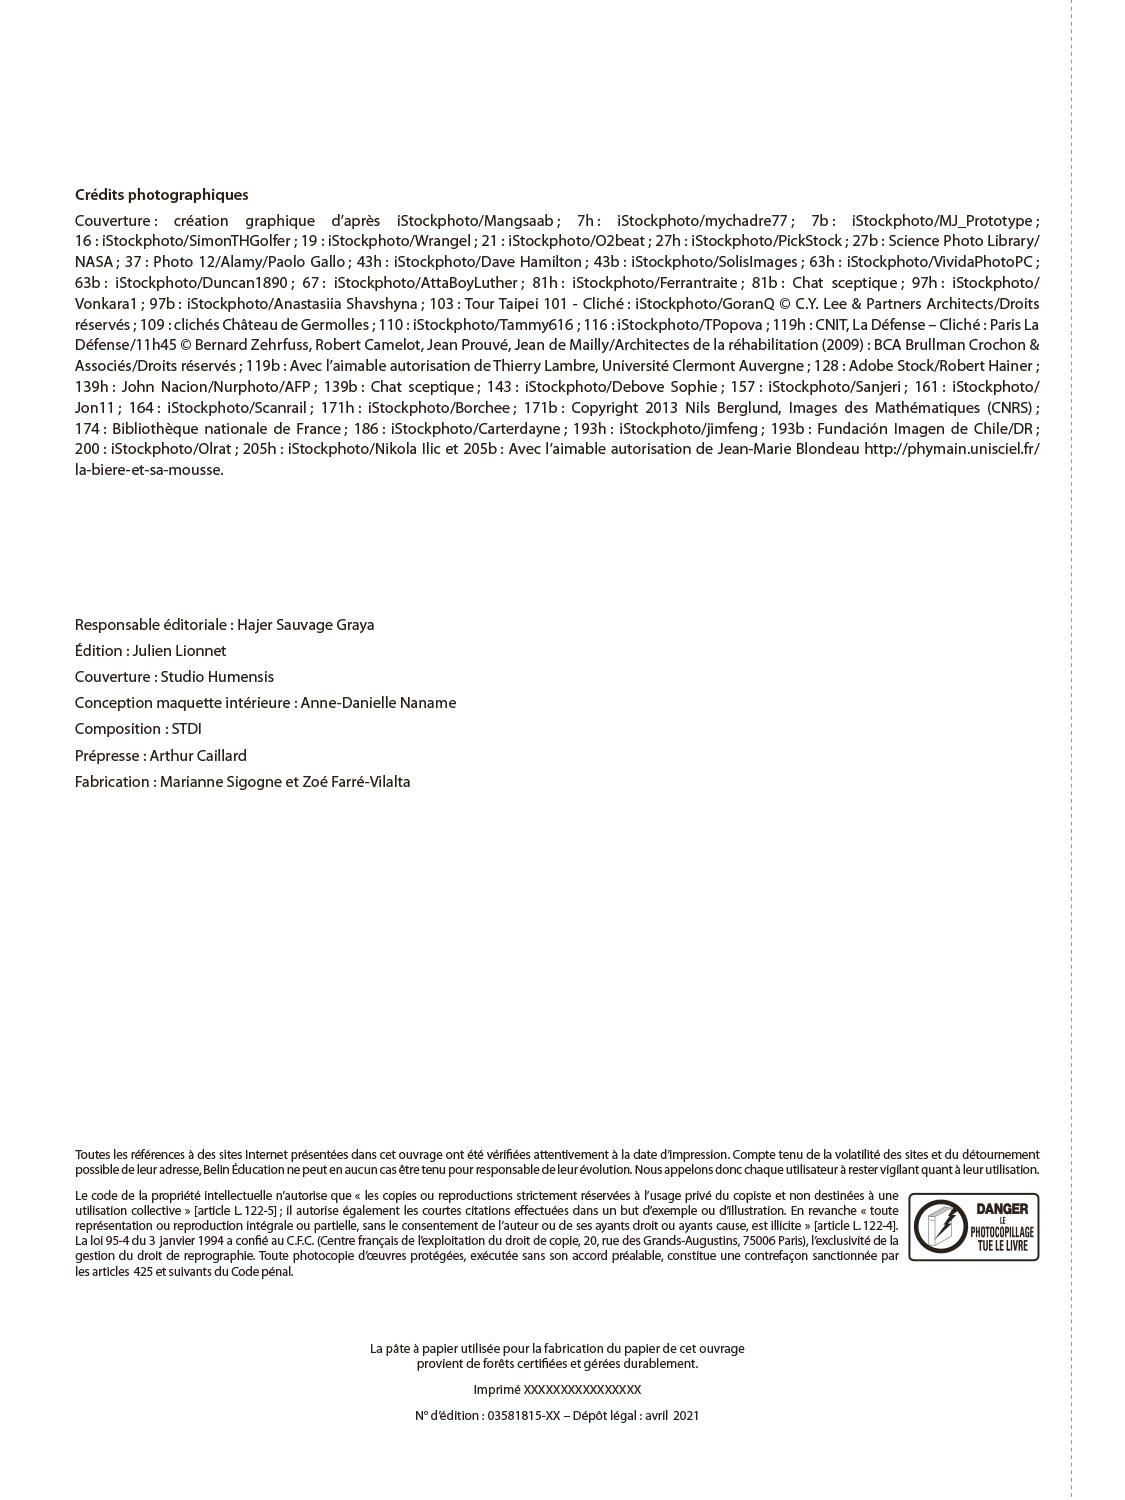 Crédits photographiques
Couverture : création graphique d’après iStockphoto/Mangsaab ; 7h : iStockphoto/mychadre77 ; 7b : iStockphoto/MJ_Prototype ;
16 : iStockphoto/SimonTHGolfer ; 19 : iStockphoto/Wrangel ; 21 : iStockphoto/O2beat ; 27h : iStockphoto/PickStock ; 27b : Science Photo Library/
NASA ; 37 : Photo 12/Alamy/Paolo Gallo ; 43h : iStockphoto/Dave Hamilton ; 43b : iStockphoto/SolisImages ; 63h : iStockphoto/VividaPhotoPC ;
63b : iStockphoto/Duncan1890 ; 67 : iStockphoto/AttaBoyLuther ; 81h : iStockphoto/Ferrantraite ; 81b : Chat sceptique ; 97h : iStockphoto/
Vonkara1 ; 97b : iStockphoto/Anastasiia Shavshyna ; 103 : Tour Taipei 101 - Cliché : iStockphoto/GoranQ © C.Y. Lee & Partners Architects/Droits
réservés ; 109 : clichés Château de Germolles ; 110 : iStockphoto/Tammy616 ; 116 : iStockphoto/TPopova ; 119h : CNIT, La Défense – Cliché : Paris La
Défense/11h45 © Bernard Zehrfuss, Robert Camelot, Jean Prouvé, Jean de Mailly/Architectes de la réhabilitation (2009) : BCA Brullman Crochon &
Associés/Droits réservés ; 119b : Avec l’aimable autorisation de Thierry Lambre, Université Clermont Auvergne ; 128 : Adobe Stock/Robert Hainer ;
139h : John Nacion/Nurphoto/AFP ; 139b : Chat sceptique ; 143 : iStockphoto/Debove Sophie ; 157 : iStockphoto/Sanjeri ; 161 : iStockphoto/
Jon11 ; 164 : iStockphoto/Scanrail ; 171h : iStockphoto/Borchee ; 171b : Copyright 2013 Nils Berglund, Images des Mathématiques (CNRS) ;
174 : Bibliothèque nationale de France ; 186 : iStockphoto/Carterdayne ; 193h : iStockphoto/jimfeng ; 193b : Fundación Imagen de Chile/DR ;
200 : iStockphoto/Olrat ; 205h : iStockphoto/Nikola Ilic et 205b : Avec l’aimable autorisation de Jean-Marie Blondeau http://phymain.unisciel.fr/
la-biere-et-sa-mousse.
Responsable éditoriale : Hajer Sauvage Graya
Édition : Julien Lionnet
Couverture : Studio Humensis
Conception maquette intérieure : Anne-Danielle Naname
Composition : STDI
Prépresse : Arthur Caillard
Fabrication : Marianne Sigogne et Zoé Farré-Vilalta
Toutes les références à des sites Internet présentées dans cet ouvrage ont été vérifiées attentivement à la date d’impression. Compte tenu de la volatilité des sites et du détournement
possible de leur adresse, Belin Éducation ne peut en aucun cas être tenu pour responsable de leur évolution. Nous appelons donc chaque utilisateur à rester vigilant quant à leur utilisation.
Le code de la propriété intellectuelle n’autorise que « les copies ou reproductions strictement réservées à l’usage privé du copiste et non destinées à une
utilisation collective » [article L. 122-5] ; il autorise également les courtes citations effectuées dans un but d’exemple ou d’illustration. En revanche « toute
représentation ou reproduction intégrale ou partielle, sans le consentement de l’auteur ou de ses ayants droit ou ayants cause, est illicite » [article L. 122-4].
La loi 95-4 du 3 janvier 1994 a confié au C.F.C. (Centre français de l’exploitation du droit de copie, 20, rue des Grands-Augustins, 75006 Paris), l’exclusivité de la
gestion du droit de reprographie. Toute photocopie d’œuvres protégées, exécutée sans son accord préalable, constitue une contrefaçon sanctionnée par
les articles 425 et suivants du Code pénal.
DANGER
LE
PHOTOCOPILLAGE
TUE LE LIVRE
La pâte à papier utilisée pour la fabrication du papier de cet ouvrage
provient de forêts certifiées et gérées durablement.
Imprimé XXXXXXXXXXXXXXXX
N° d’édition : 03581815-XX – Dépôt légal : avril 2021